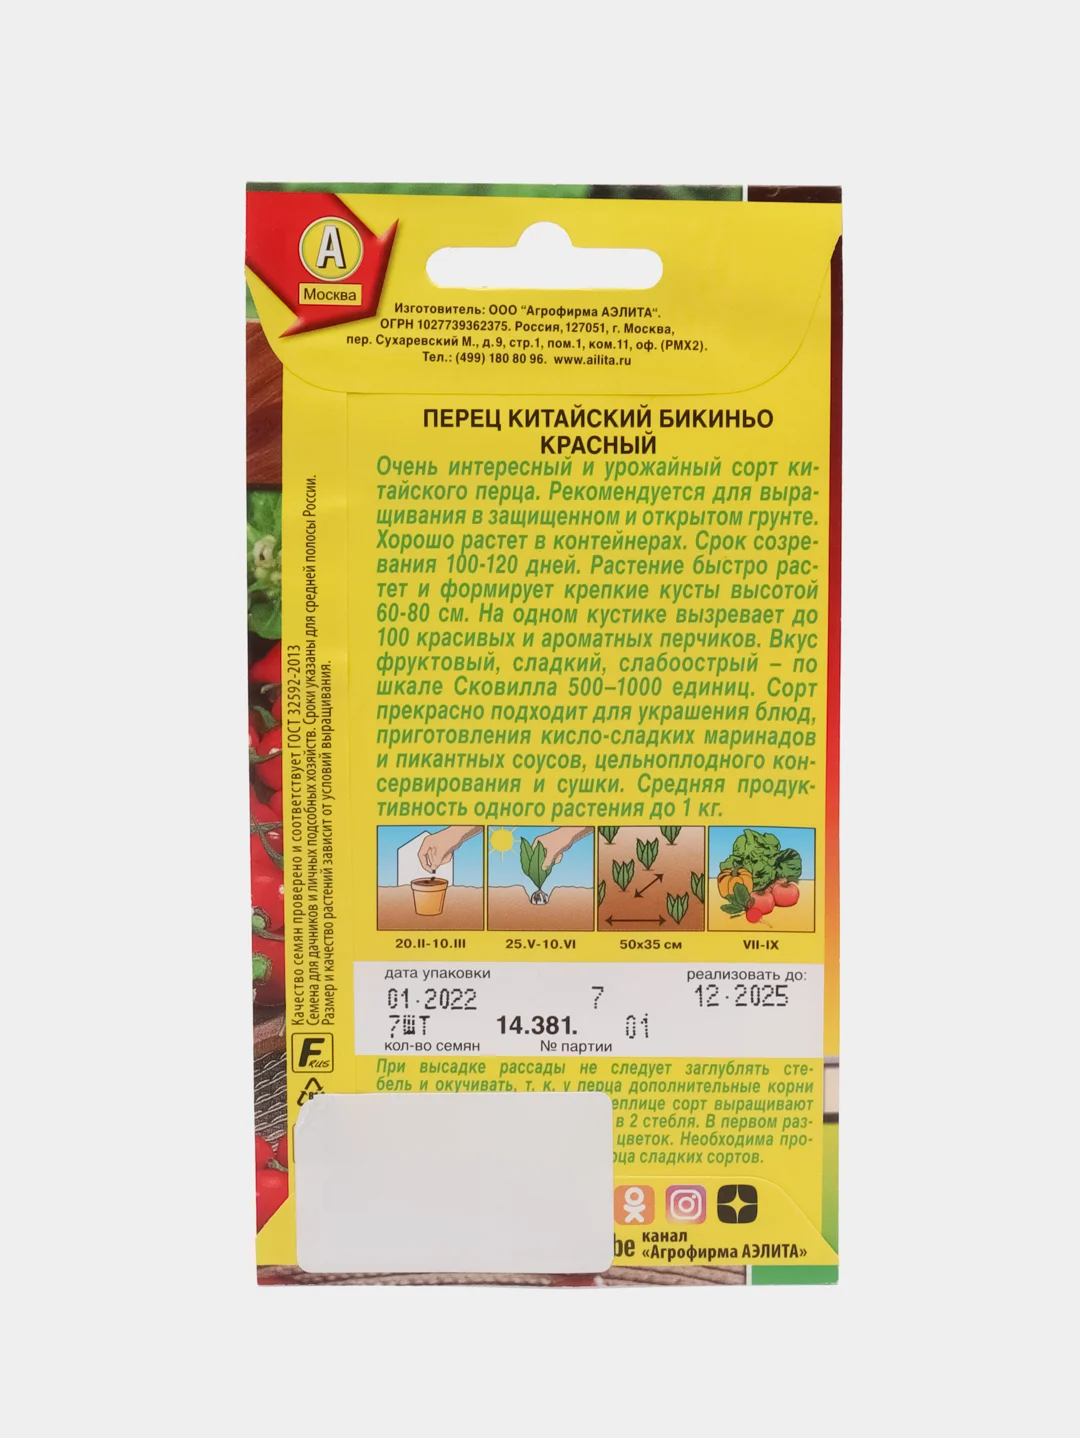 А
Москва
Изготовитель: ООО "Агрофирма АЭЛИТА".
ОГРН 1027739362375. Россия,127051, г. Москва,
пер. Сухаревский М., д.9, стр.1, пом.1, ком.11, оф. (РМХ2).
Тел.: (499) 180 80 96. www.ailita.ru
ПЕРЕЦ КИТАЙСКИЙ БИКИНЬО
КРАСНЫЙ
Очень интересный и урожайный сорт ки-
тайского перца. Рекомендуется для выра-
щивания в защищенном и открытом грунте.
Хорошо растет в контейнерах. Срок созре-
вания 100-120 дней. Растение быстро рас-
тет и формирует крепкие кусты высотой
60-80 см. На одном кустике вызревает до
100 красивых и ароматных перчиков. Вкус
фруктовый, сладкий, слабоострый – по
шкале Сковилла 500–1000 единиц. Сорт
прекрасно подходит для украшения блюд,
приготовления кисло-сладких маринадов
и пикантных соусов, цельноплодного кон-
сервирования и сушки. Средняя продук-
тивность одного растения до 1 кг.
20.II-10.III 25.V-10.VI 50x35 см VII-IX
дата упаковки реализовать до:
01.2022 7 12.2025
7ШТ 14.381. 01
кол-во семян № партии
При высадке рассады не следует заглублять сте-
бель и окучивать, т. к. у перца дополнительные корни
сорт выращивают
в 2 стебля. В первом раз-
цветок. Необходима про-
сладких сортов.
канал
«Агрофирма АЭЛИТА»
Качество семян проверено и соответствует ГОСТ 32592-2013
Семена для дачников и личных подсобных хозяйств. Сроки указаны для средней полосы России.
Размер и качество растений зависит от условий выращивания.
FRUS